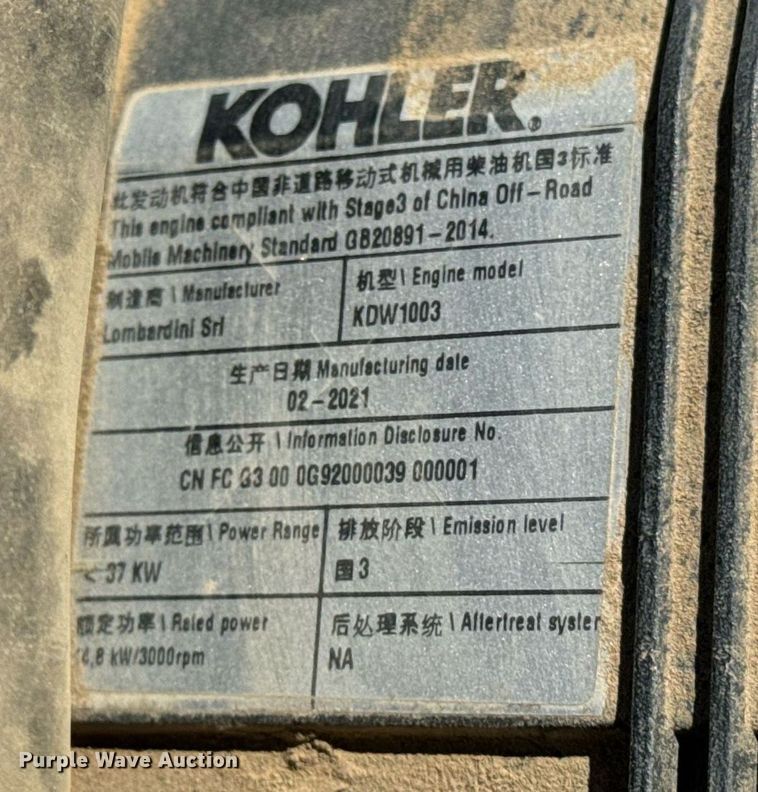 KOHLER®
此发动机符合中国非道路移动式机械用柴油机国3标准
This engine compliant with Stage3 of China Off-Road
Mobile Machinery Standard GB20891-2014.
制造商 \ Manufacturer
Lombardini Srl
机型 \ Engine model
KDW1003
生产日期 Manufacturing date
02-2021
信息公开 \ Information Disclosure No.
CN FC G3 00 0G92000039 000001
所属功率范围 \ Power Range
< 37 KW
排放阶段 \ Emission level
国 3
额定功率 \ Rated power
kW/3000rpm
后处理系统 \ Aftertreat syster
NA
Purple Wave Auction